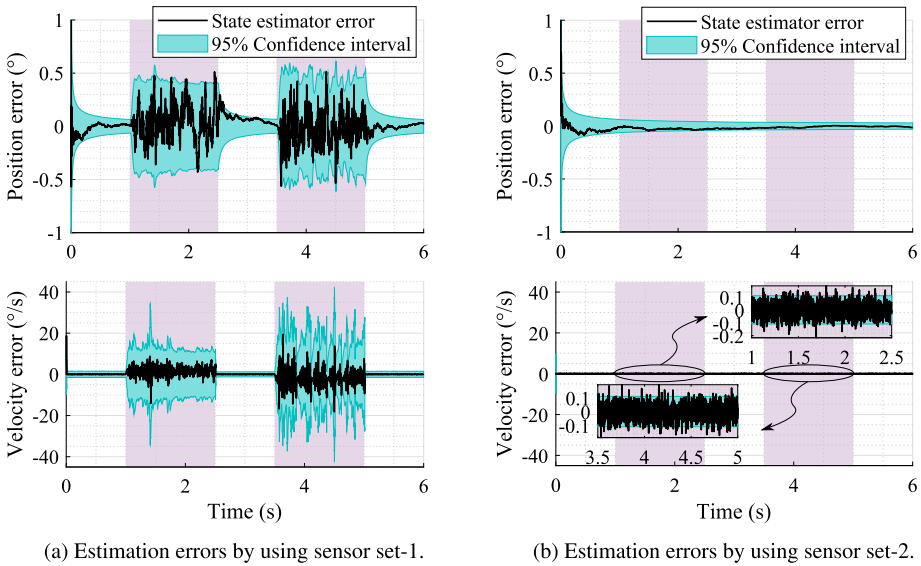 State estimator error
95% Confidence interval
Position error (°)
1
0.5
0
-0.5
-1
0 2 4 6
Velocity error (°/s)
40
20
0
-20
-40
0 2 4 6
Time (s)
(a) Estimation errors by using sensor set-1.
State estimator error
95% Confidence interval
Position error (°)
1
0.5
0
-0.5
-1
0 2 4 6
Velocity error (°/s)
40
20
0
-20
-40
0.1
0
-0.1
-0.2
1 1.5 2 2.5
0.1
0
-0.1
3.5 4 4.5 5
0 2 4 6
Time (s)
(b) Estimation errors by using sensor set-2.